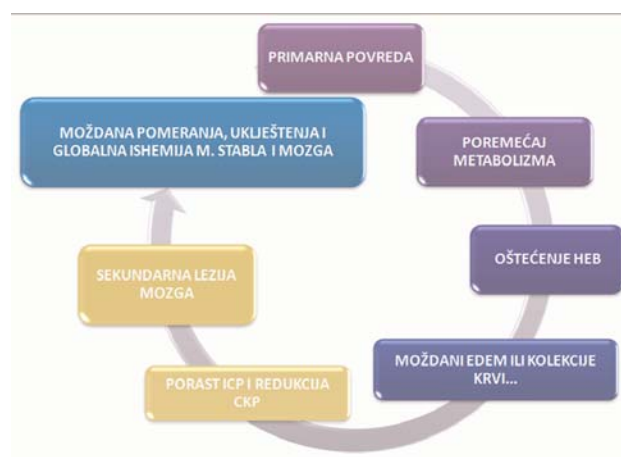 PRIMARNA POVREDA
MOŽDANA POMERANJA, UKLJEŠTENJA I
GLOBALNA ISHEMIJA M. STABLA I MOZGA
POREMEĆAJ
METABOLIZMA
OŠTEĆENJE HEB
SEKUNDARNA LEZIJA
MOZGA
MOŽDANI EDEM ILI KOLEKCIJE
KRVI...
PORAST ICP I REDUKCIJA
CKP